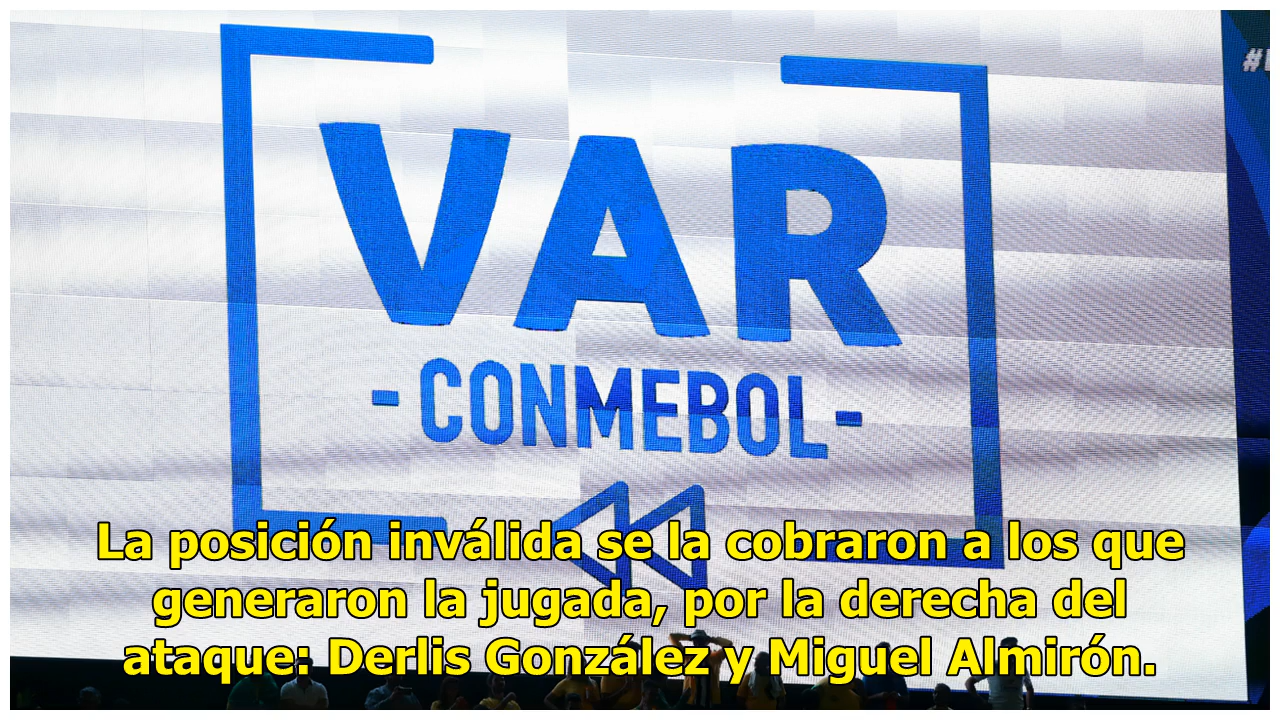 VAR
-CONMEBOL-
La posición inválida se la cobraron a los que
generaron la jugada, por la derecha del
ataque: Derlis González y Miguel Almirón.